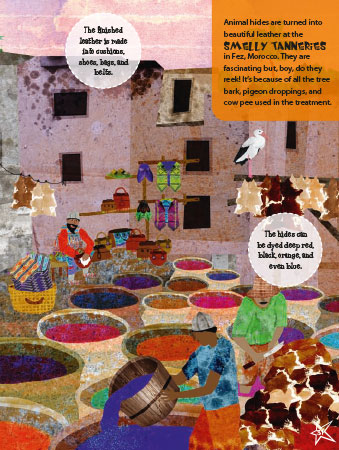 The finished
leather is made
into cushions,
shoes, bags, and
belts.
Animal hides are turned into
beautiful leather at the
SMELLY TANNERIES
in Fez, Morocco. They are
fascinating but, boy, do they
reek! It's because of all the tree
bark, pigeon droppings, and
cow pee used in the treatment.
The hides can
be dyed deep red,
black, orange, and
even blue.